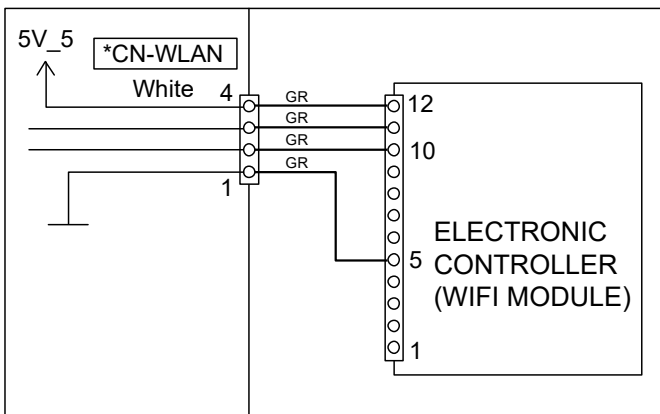 5V_5
*CN-WLAN
White
4
GR
12
GR
GR
10
GR
1
5
ELECTRONIC
CONTROLLER
(WIFI MODULE)
1